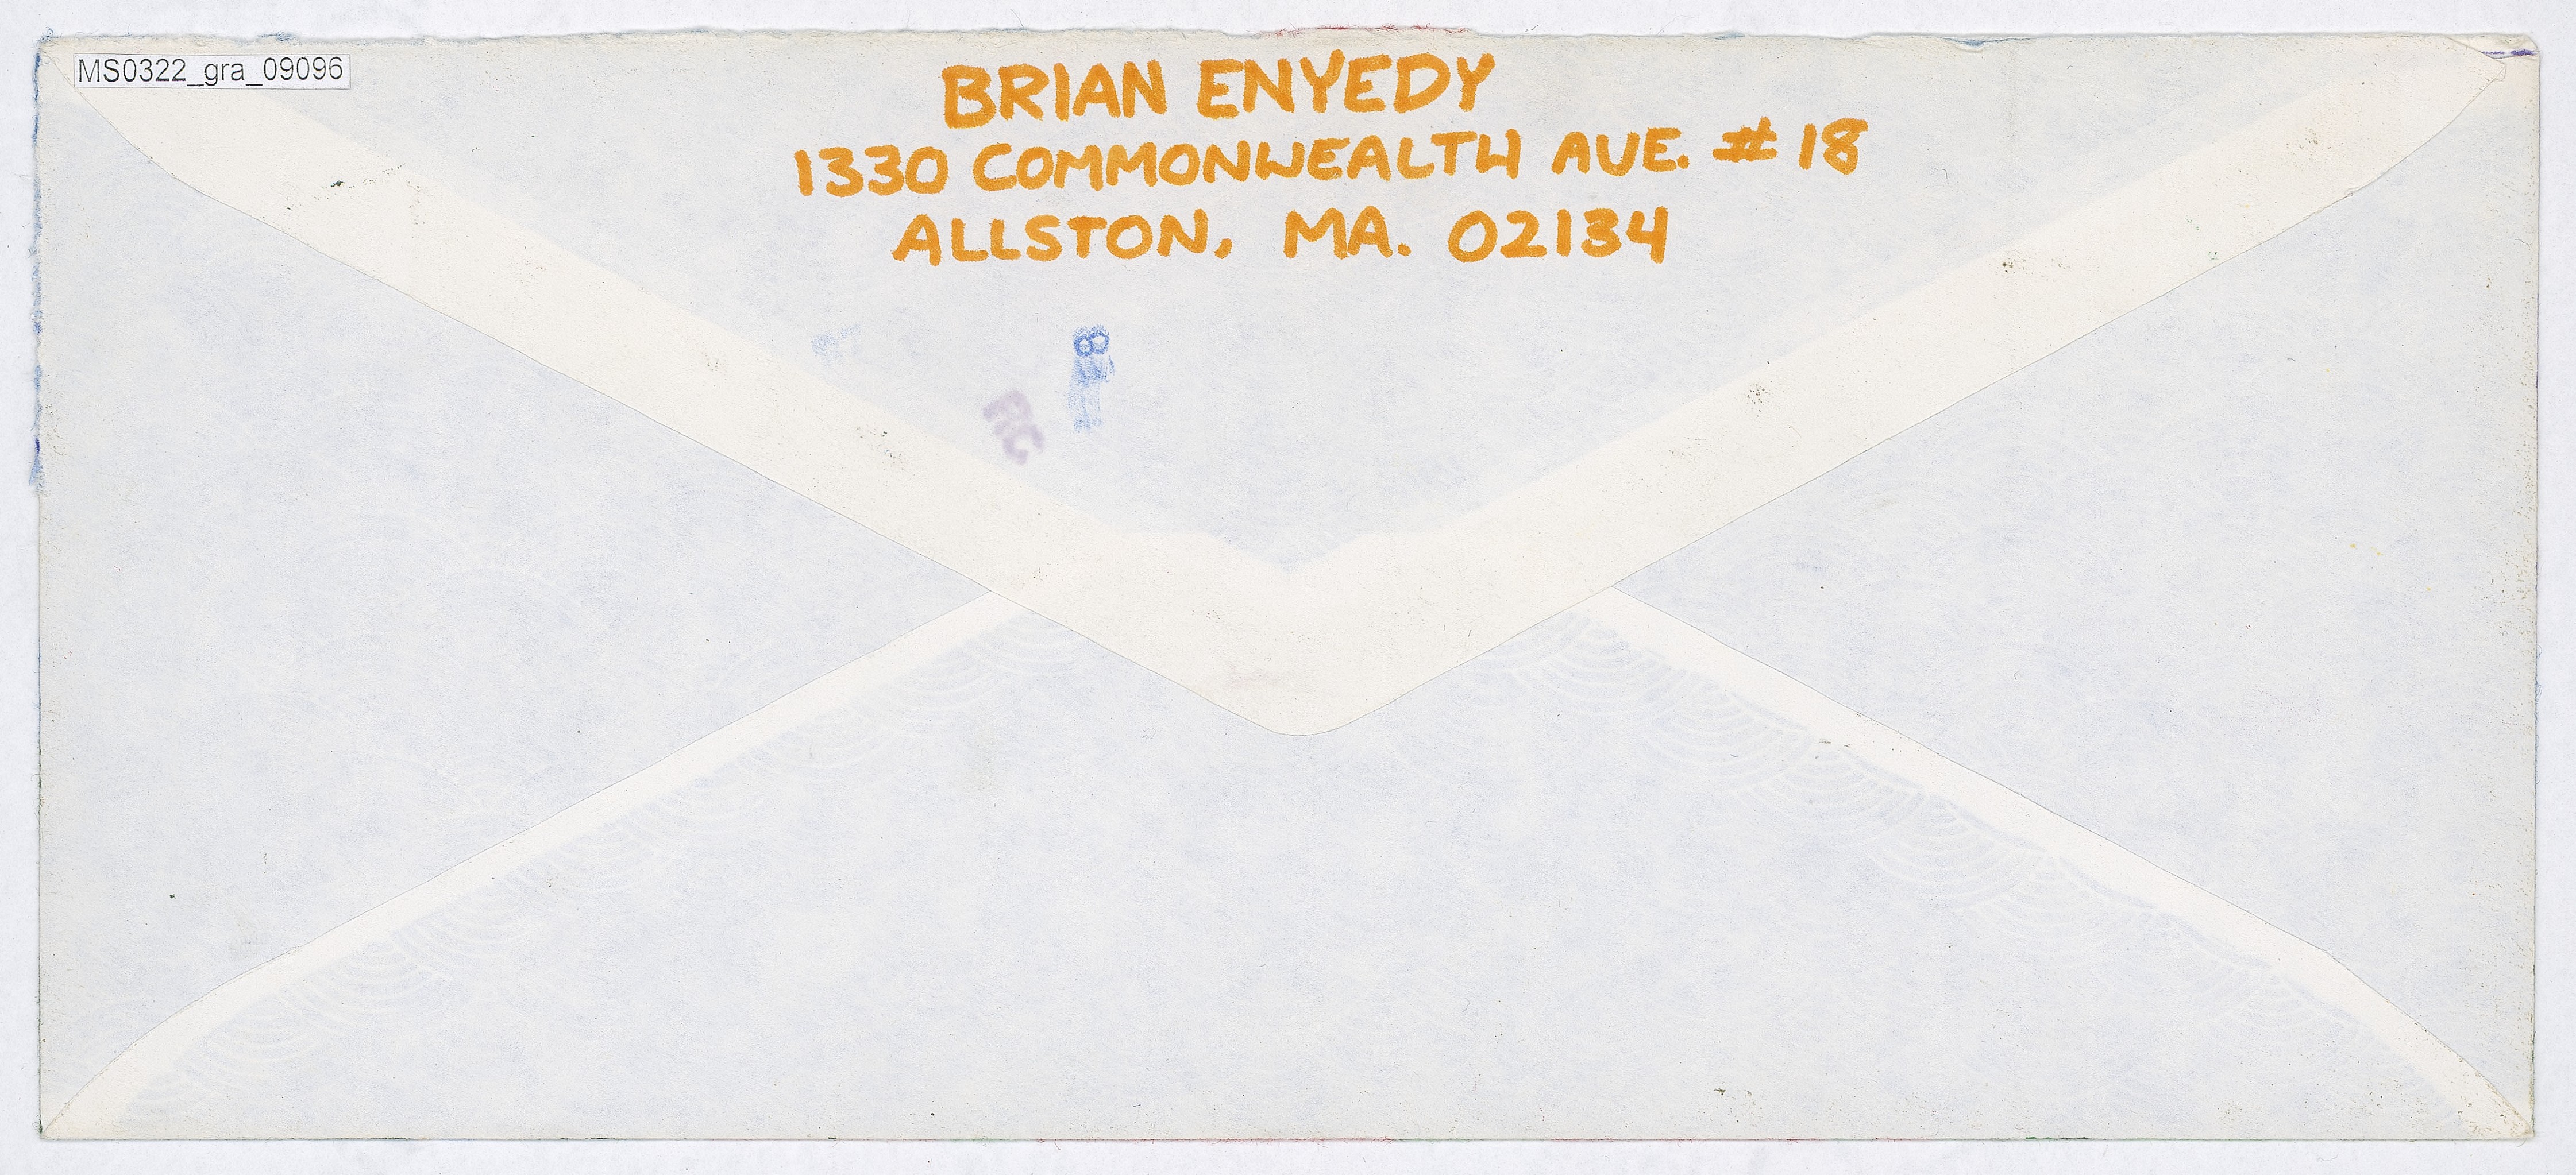 MS0322_gra_09096
BRIAN ENYEDY
1330 COMMONWEALTH AVE. #18
ALLSTON, MA. 02134